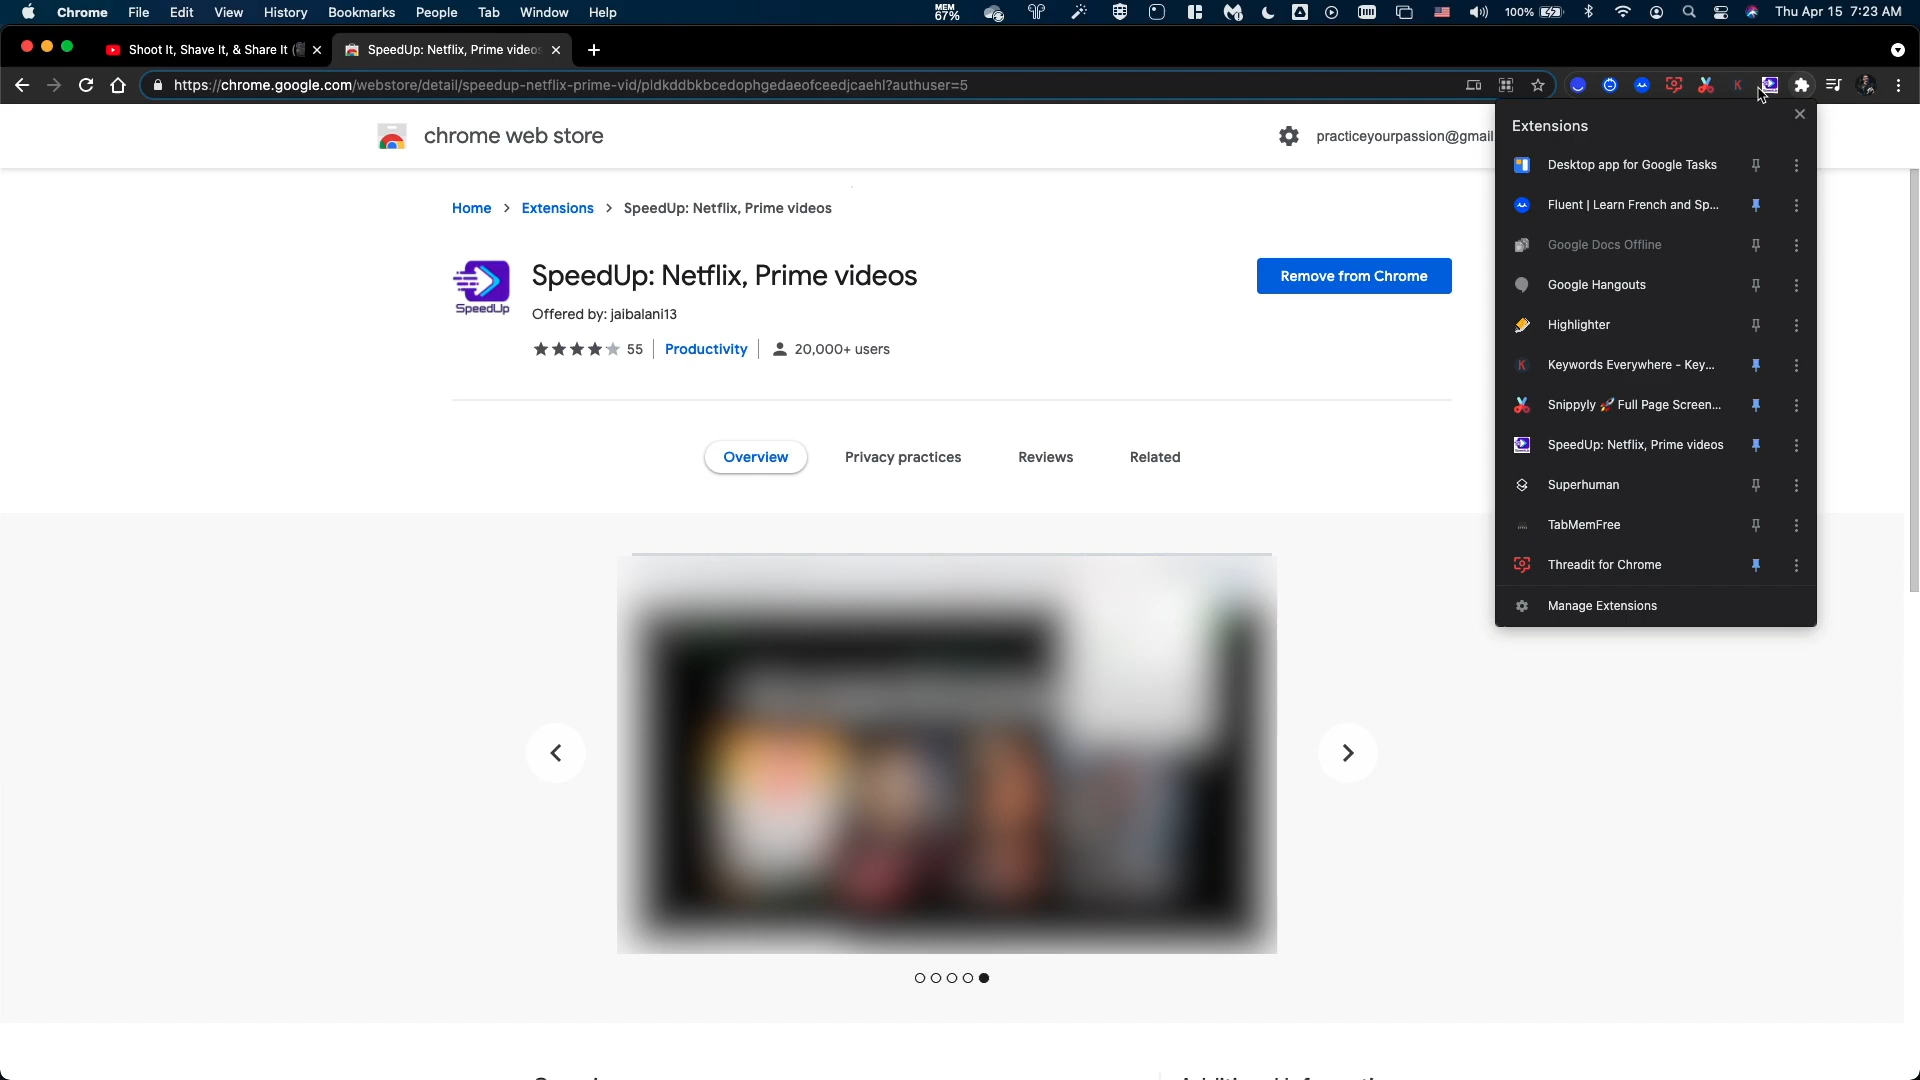 Chrome File Edit View History Bookmarks People Tab Window Help
MEM 67%
100%
Thu Apr 15 7:23 AM
Shoot It, Shave It, & Share It (
SpeedUp: Netflix, Prime videos
https://chrome.google.com/webstore/detail/speedup-netflix-prime-vid/pldkddbkbcedophgedaeofceedjcaehl?authuser=5
chrome web store
practiceyourpassion@gmail
Home > Extensions > SpeedUp: Netflix, Prime videos
SpeedUp
SpeedUp: Netflix, Prime videos
Offered by: jaibalani13
55 Productivity 20,000+ users
Remove from Chrome
Overview Privacy practices Reviews Related
Extensions
Desktop app for Google Tasks
Fluent | Learn French and Sp...
Google Docs Offline
Google Hangouts
Highlighter
K Keywords Everywhere - Key...
Snippyly 🚀 Full Page Screen...
SpeedUp: Netflix, Prime videos
Superhuman
TabMemFree
Threadit for Chrome
Manage Extensions